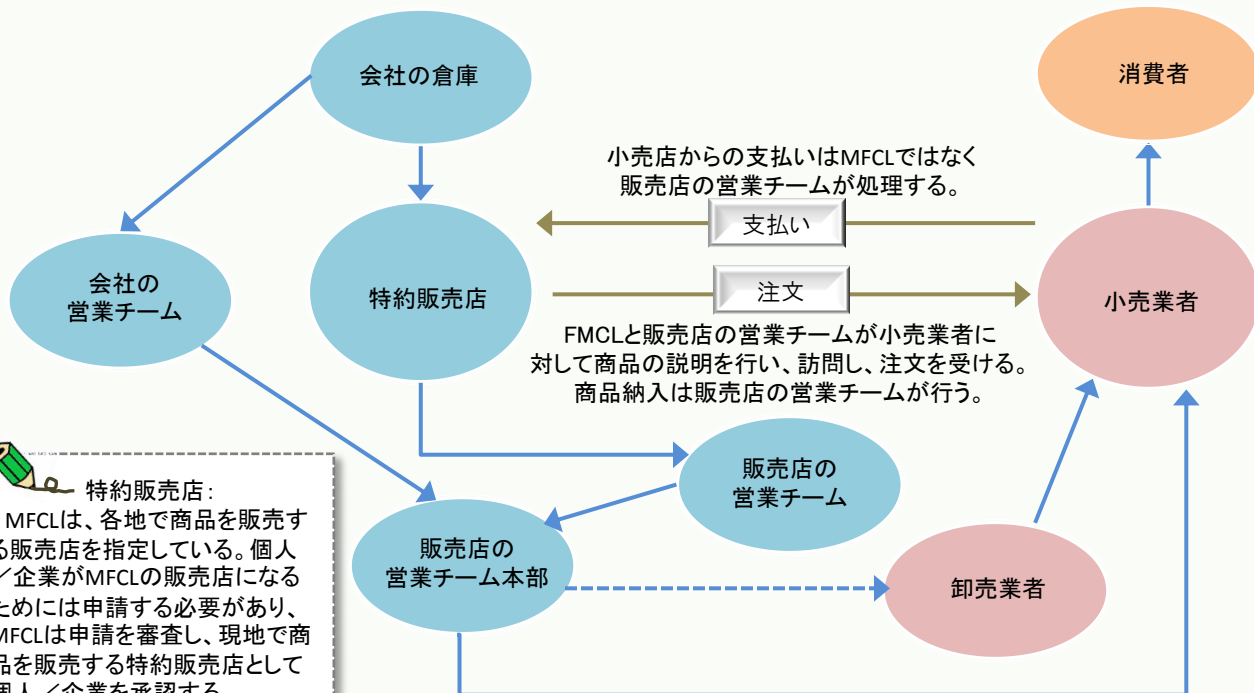 会社の倉庫
消費者
小売店からの支払いはMFCLではなく
販売店の営業チームが処理する。
支払い
会社の
営業チーム
特約販売店
注文
小売業者
FMCLと販売店の営業チームが小売業者に
対して商品の説明を行い、訪問し、注文を受ける。
商品納入は販売店の営業チームが行う。
販売店の
営業チーム
特約販売店：
MFCLは、各地で商品を販売す
る販売店を指定している。個人
／企業がMFCLの販売店になる
ためには申請する必要があり、
MFCLは申請を審査し、現地で商
品を販売する特約販売店として
個人／企業を承認する
販売店の
営業チーム本部
卸売業者